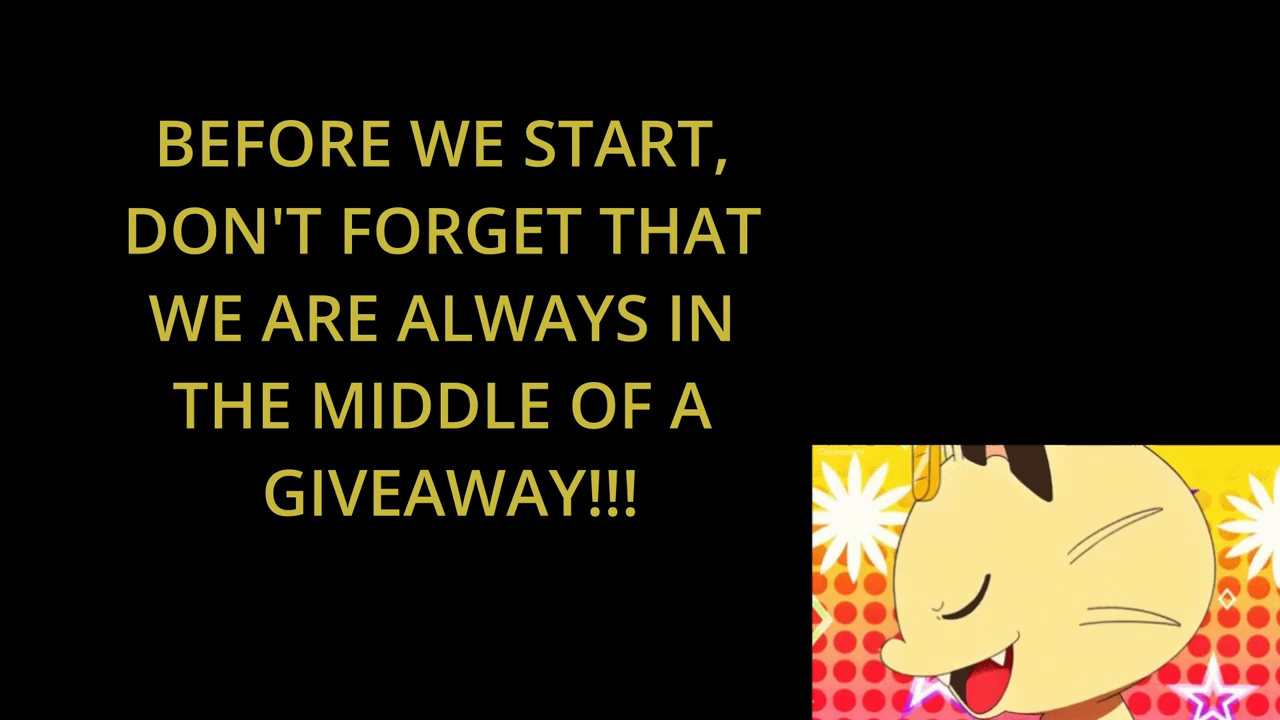 BEFORE WE START,
DON'T FORGET THAT
WE ARE ALWAYS IN
THE MIDDLE OF A
GIVEAWAY!!!